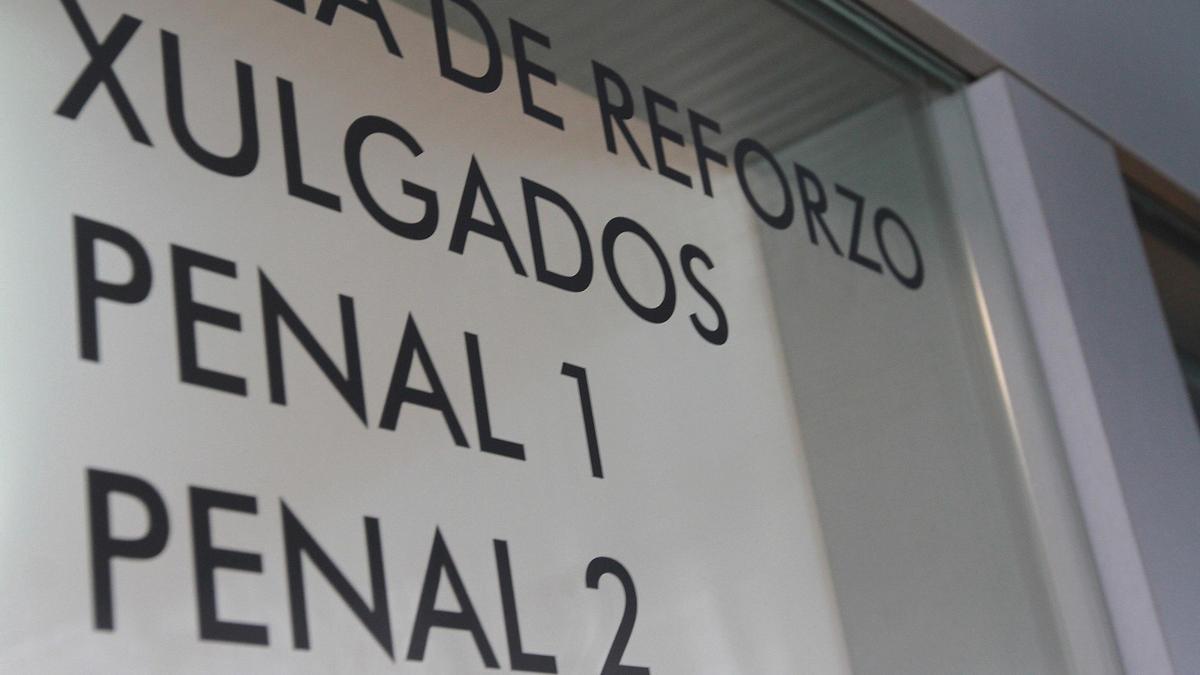 DE REFORZO
XULGADOS
PENAL 1
PENAL 2